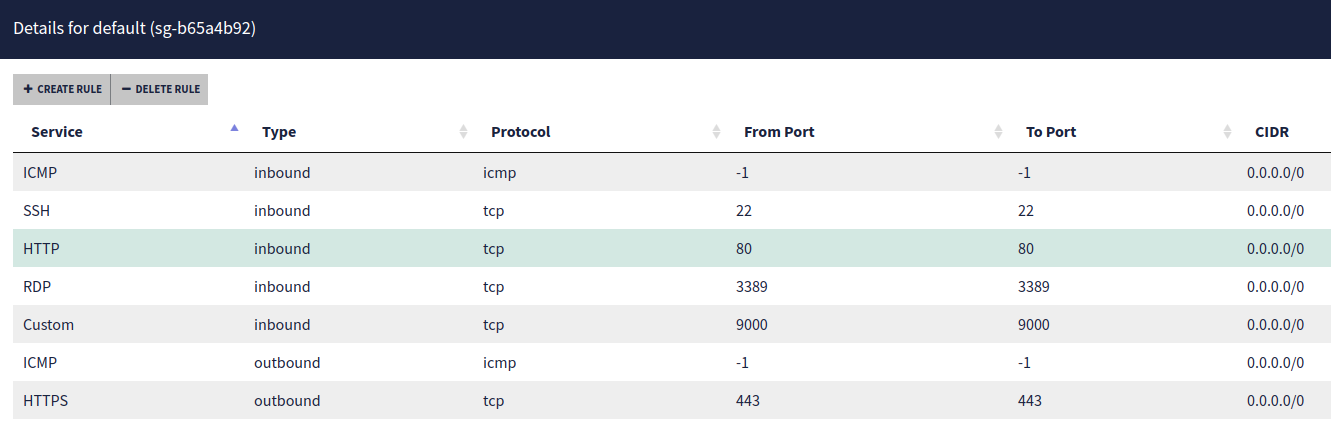 Details for default (sg-b65a4b92)
+ CREATE RULE − DELETE RULE
Service Type Protocol From Port To Port CIDR
ICMP inbound icmp -1 -1 0.0.0.0/0
SSH inbound tcp 22 22 0.0.0.0/0
HTTP inbound tcp 80 80 0.0.0.0/0
RDP inbound tcp 3389 3389 0.0.0.0/0
Custom inbound tcp 9000 9000 0.0.0.0/0
ICMP outbound icmp -1 -1 0.0.0.0/0
HTTPS outbound tcp 443 443 0.0.0.0/0